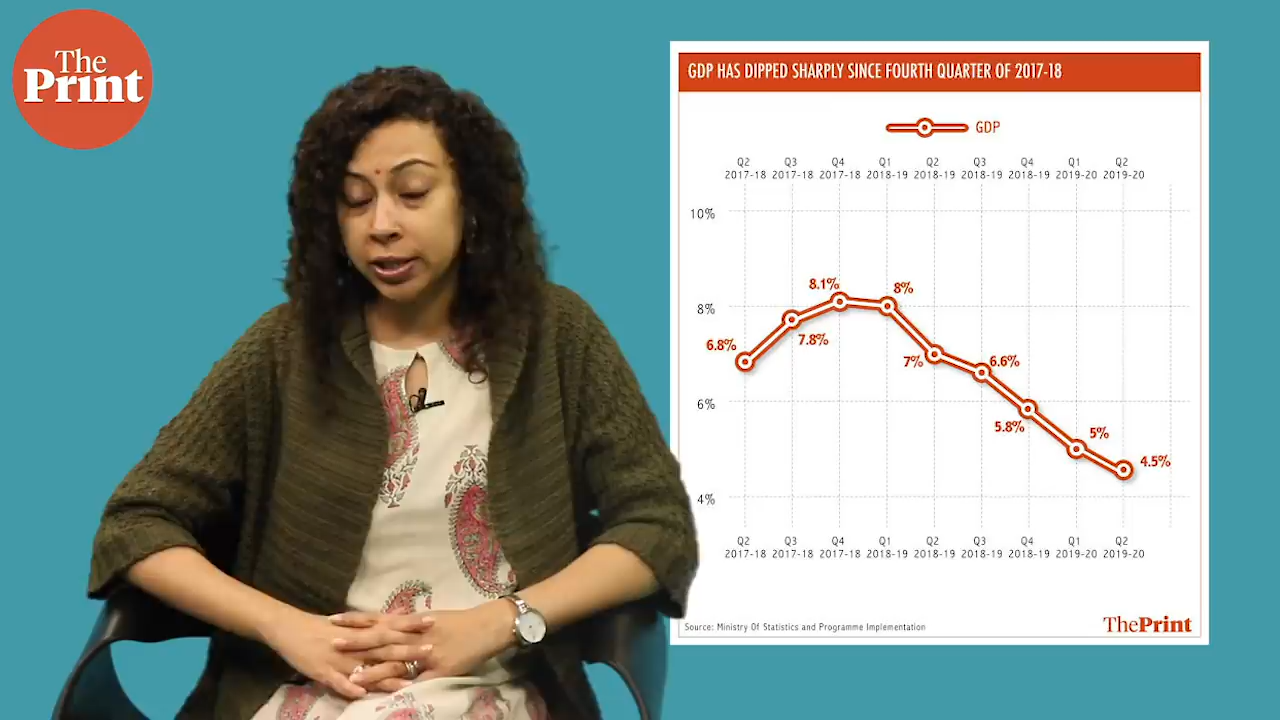 The
Print
GDP HAS DIPPED SHARPLY SINCE FOURTH QUARTER OF 2017-18
GDP
Q2 Q3 Q4 Q1 Q2 Q3 Q4 Q1 Q2
2017-18 2017-18 2017-18 2018-19 2018-19 2018-19 2018-19 2019-20 2019-20
10%
8%
6%
4%
6.8%
7.8%
8.1%
8%
7%
6.6%
5.8%
5%
4.5%
Q2 Q3 Q4 Q1 Q2 Q3 Q4 Q1 Q2
2017-18 2017-18 2017-18 2018-19 2018-19 2018-19 2018-19 2019-20 2019-20
Source: Ministry Of Statistics and Programme Implementation
ThePrint